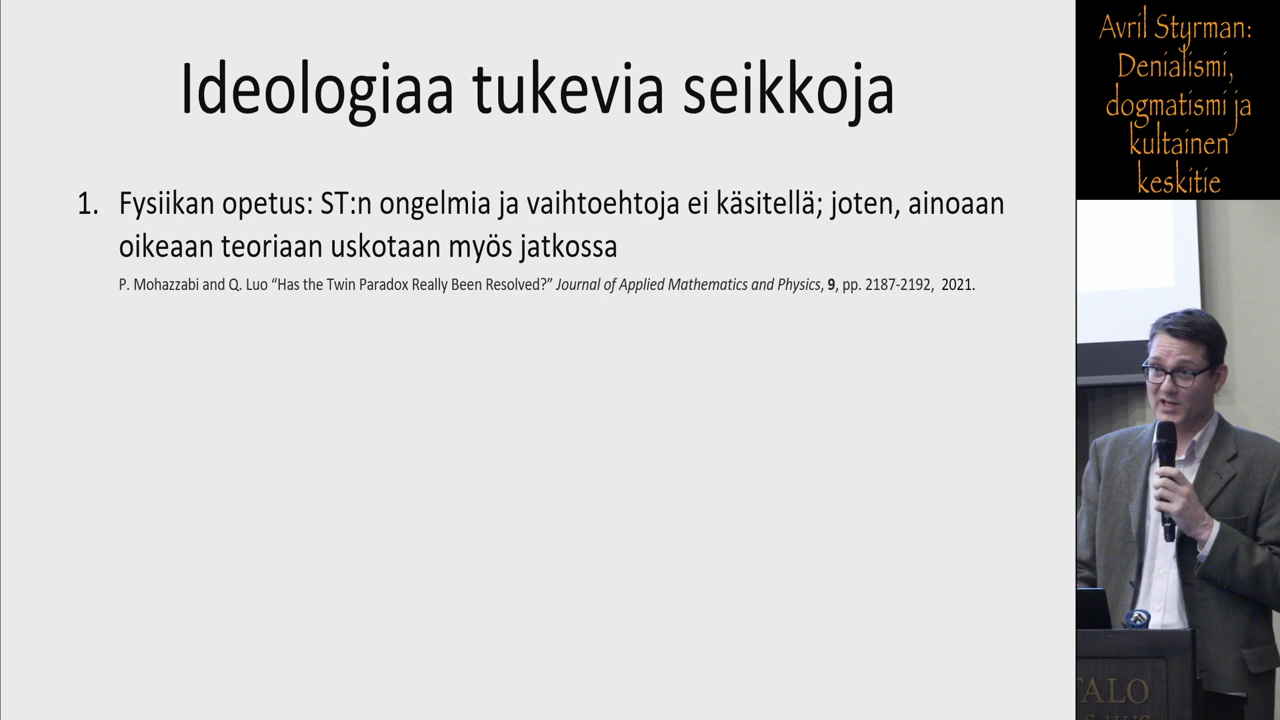 Ideologiaa tukevia seikkoja
1. Fysiikan opetus: ST:n ongelmia ja vaihtoehtoja ei käsitellä; joten, ainoaan
oikeaan teoriaan uskotaan myös jatkossa
P. Mohazzabi and Q. Luo “Has the Twin Paradox Really Been Resolved?” Journal of Applied Mathematics and Physics, 9, pp. 2187-2192, 2021.
Avril Styrman:
Denialismi,
dogmatismi ja
kultainen
keskitie
TALO